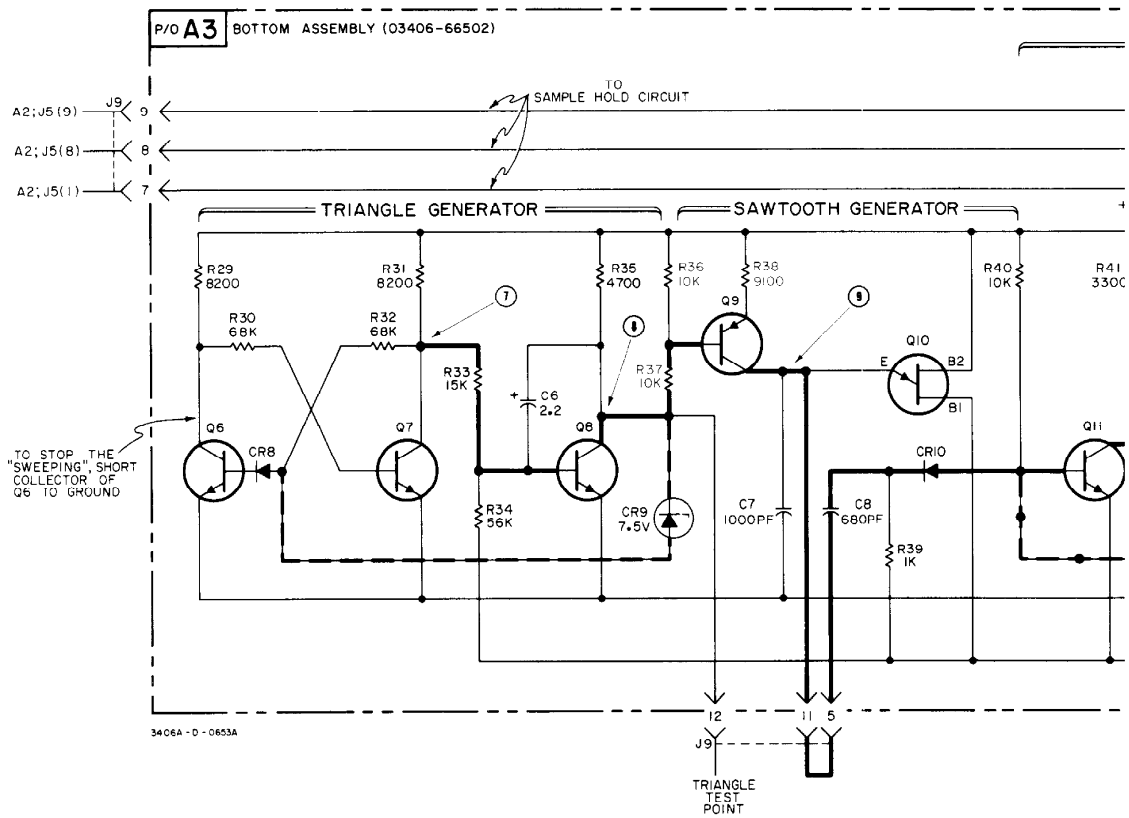 P/O A3 BOTTOM ASSEMBLY (03406-66502)
TO
SAMPLE HOLD CIRCUIT
J9
A2;J5(9) 9
A2;J5(8) 8
A2;J5(1) 7
TRIANGLE GENERATOR
SAWTOOTH GENERATOR
+
R29
8200
R31
8200
R35
4700
R36
10K
R38
9100
R40
10K
R41
3300
R30
68K
R32
68K
7
8
Q9
9
Q10
E
B2
B1
R33
15K
R37
10K
+
C6
2.2
Q6
CR8
Q7
Q8
CR10
Q11
TO STOP THE
"SWEEPING", SHORT
COLLECTOR OF
Q6 TO GROUND
R34
56K
CR9
7.5V
C7
1000PF
C8
680PF
R39
1K
12 11 5
3406A-D-0653A
J9
TRIANGLE
TEST
POINT